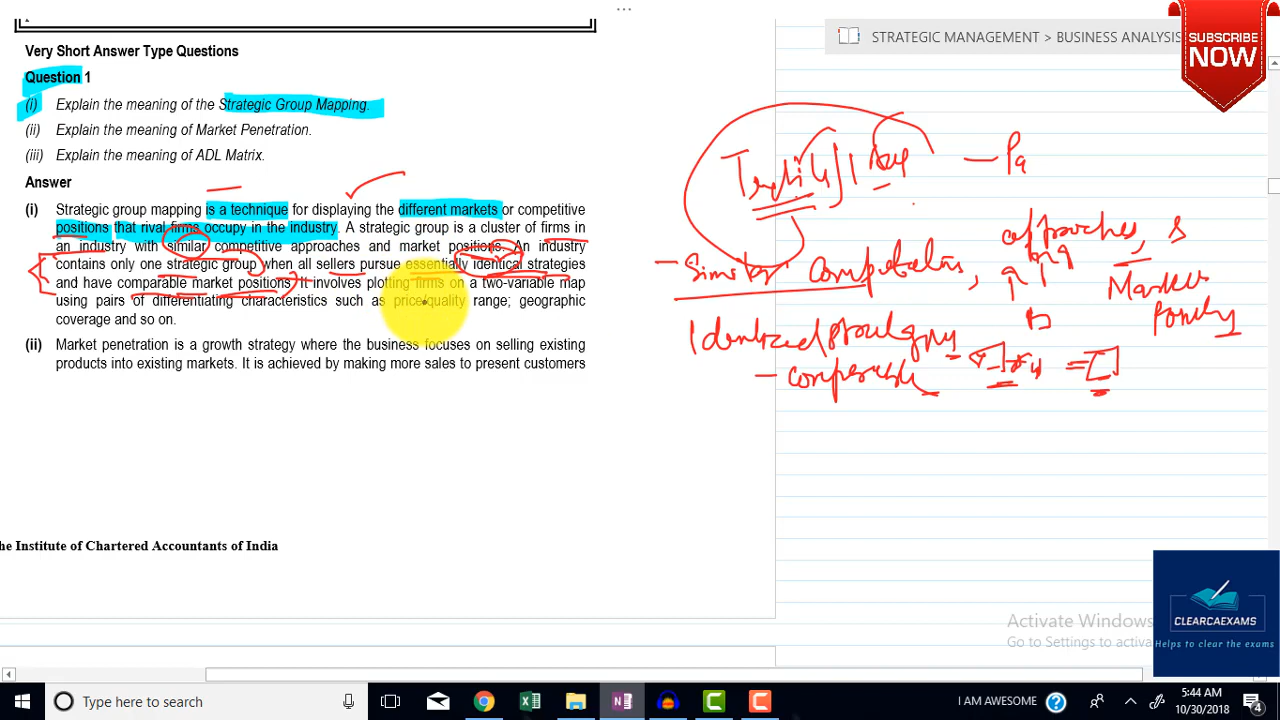 STRATEGIC MANAGEMENT > BUSINESS ANALYSIS
SUBSCRIBE
NOW
Very Short Answer Type Questions
Question 1
(i) Explain the meaning of the Strategic Group Mapping.
(ii) Explain the meaning of Market Penetration.
(iii) Explain the meaning of ADL Matrix.
Answer
(i) Strategic group mapping is a technique for displaying the different markets or competitive
positions that rival firms occupy in the industry. A strategic group is a cluster of firms in
an industry with similar competitive approaches and market positions. An industry
contains only one strategic group when all sellers pursue essentially identical strategies
and have comparable market positions. It involves plotting firms on a two-variable map
using pairs of differentiating characteristics such as price/quality range; geographic
coverage and so on.
(ii) Market penetration is a growth strategy where the business focuses on selling existing
products into existing markets. It is achieved by making more sales to present customers
he Institute of Chartered Accountants of India
approaches, s
Market
Activate Windows
Go to Settings to activa
CLEARCAEXAMS
Helps to clear the exams
Type here to search
I AM AWESOME
5:44 AM
10/30/2018
4